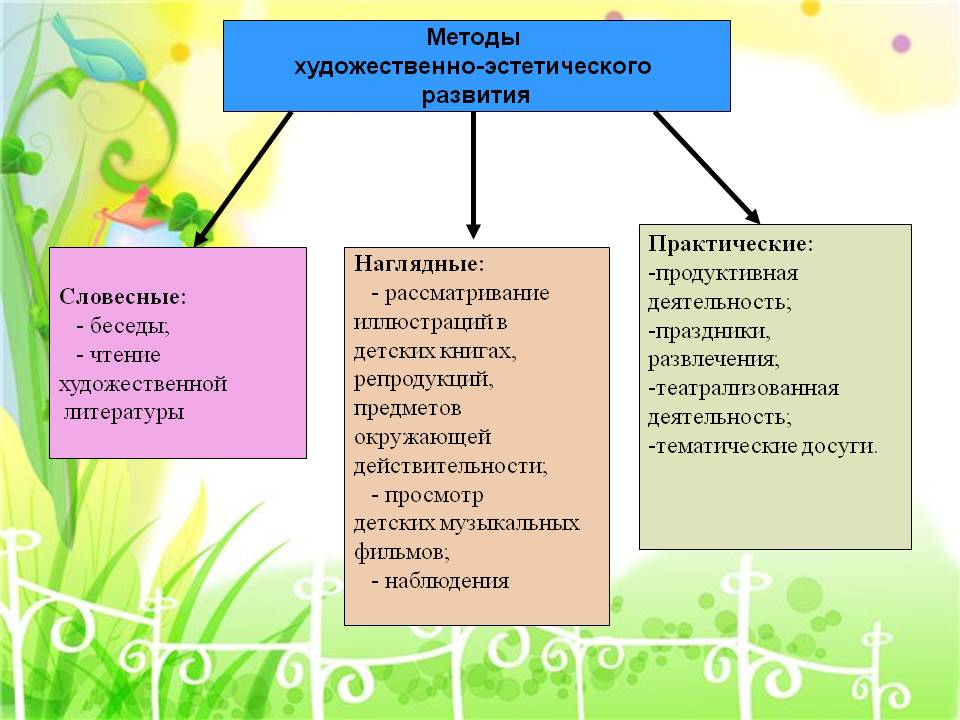 Методы
художественно-эстетического
развития
Словесные:
- беседы;
- чтение
художественной
литературы
Наглядные:
- рассматривание
иллюстраций в
детских книгах,
репродукций,
предметов
окружающей
действительности;
- просмотр
детских музыкальных
фильмов;
- наблюдения
Практические:
-продуктивная
деятельность;
-праздники,
развлечения;
-театрализованная
деятельность;
-тематические досуги.